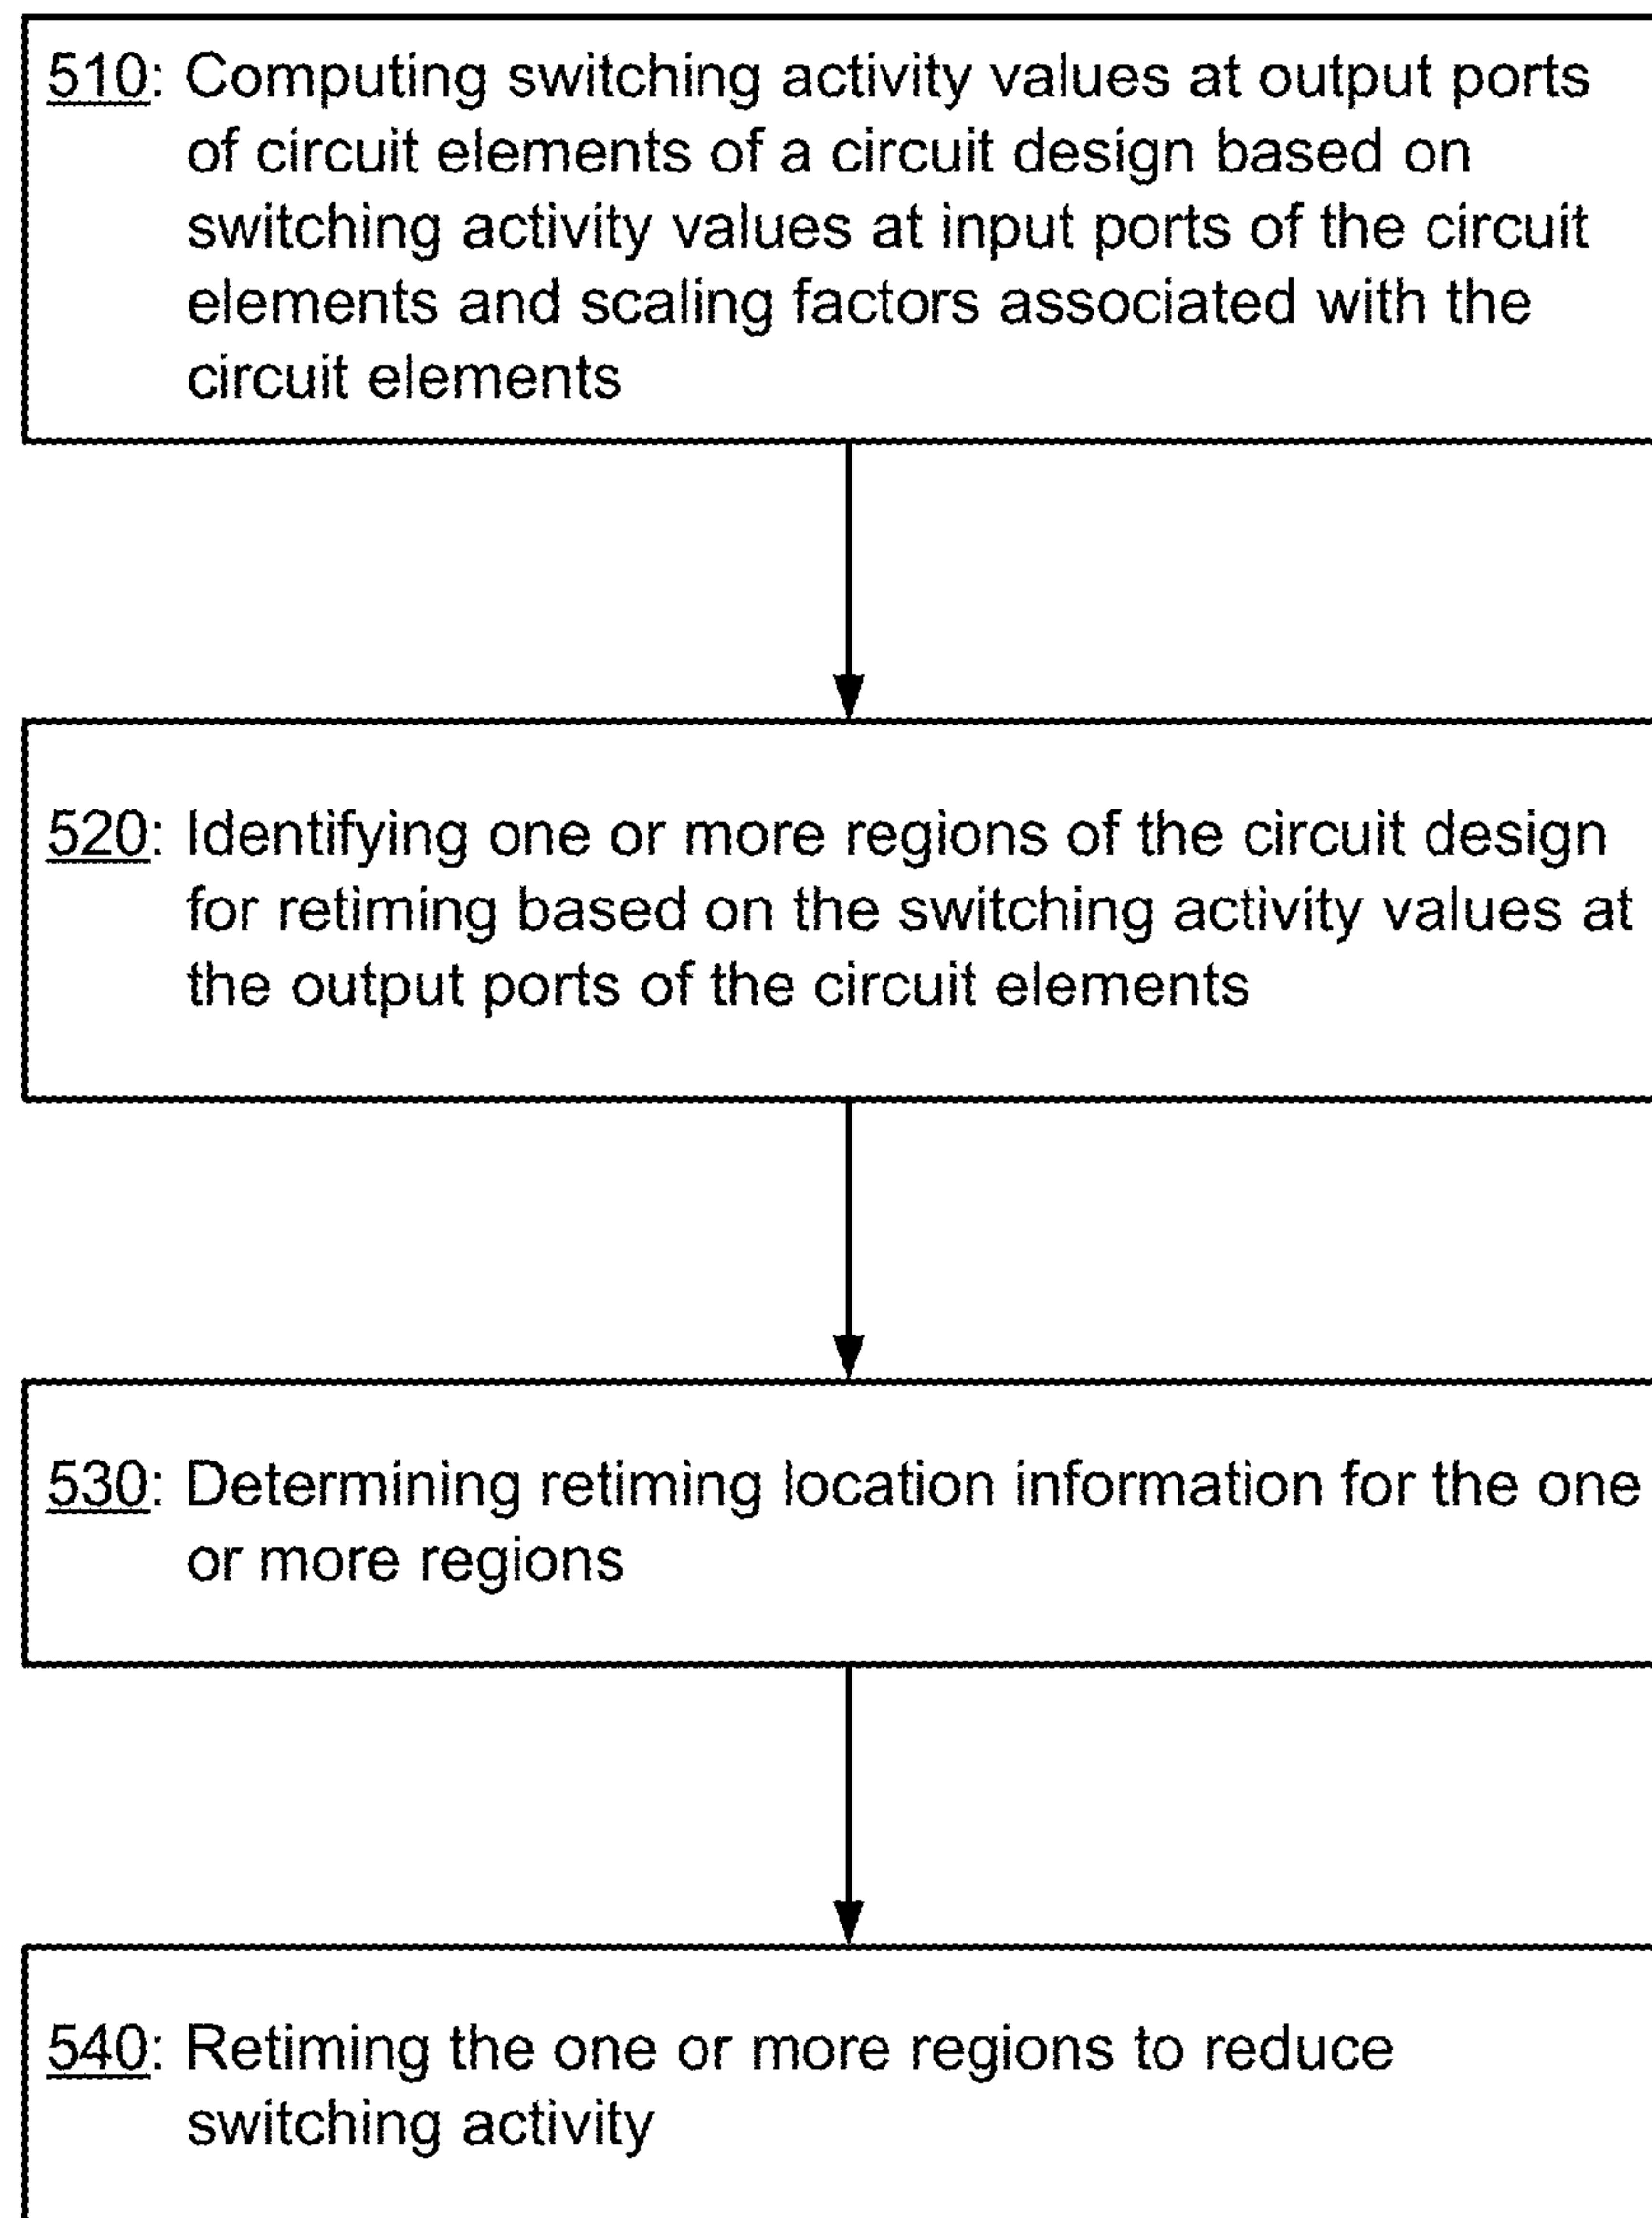 510: Computing switching activity values at output ports
of circuit elements of a circuit design based on
switching activity values at input ports of the circuit
elements and scaling factors associated with the
circuit elements
520: Identifying one or more regions of the circuit design
for retiming based on the switching activity values at
the output ports of the circuit elements
530: Determining retiming location information for the one
or more regions
540: Retiming the one or more regions to reduce
switching activity